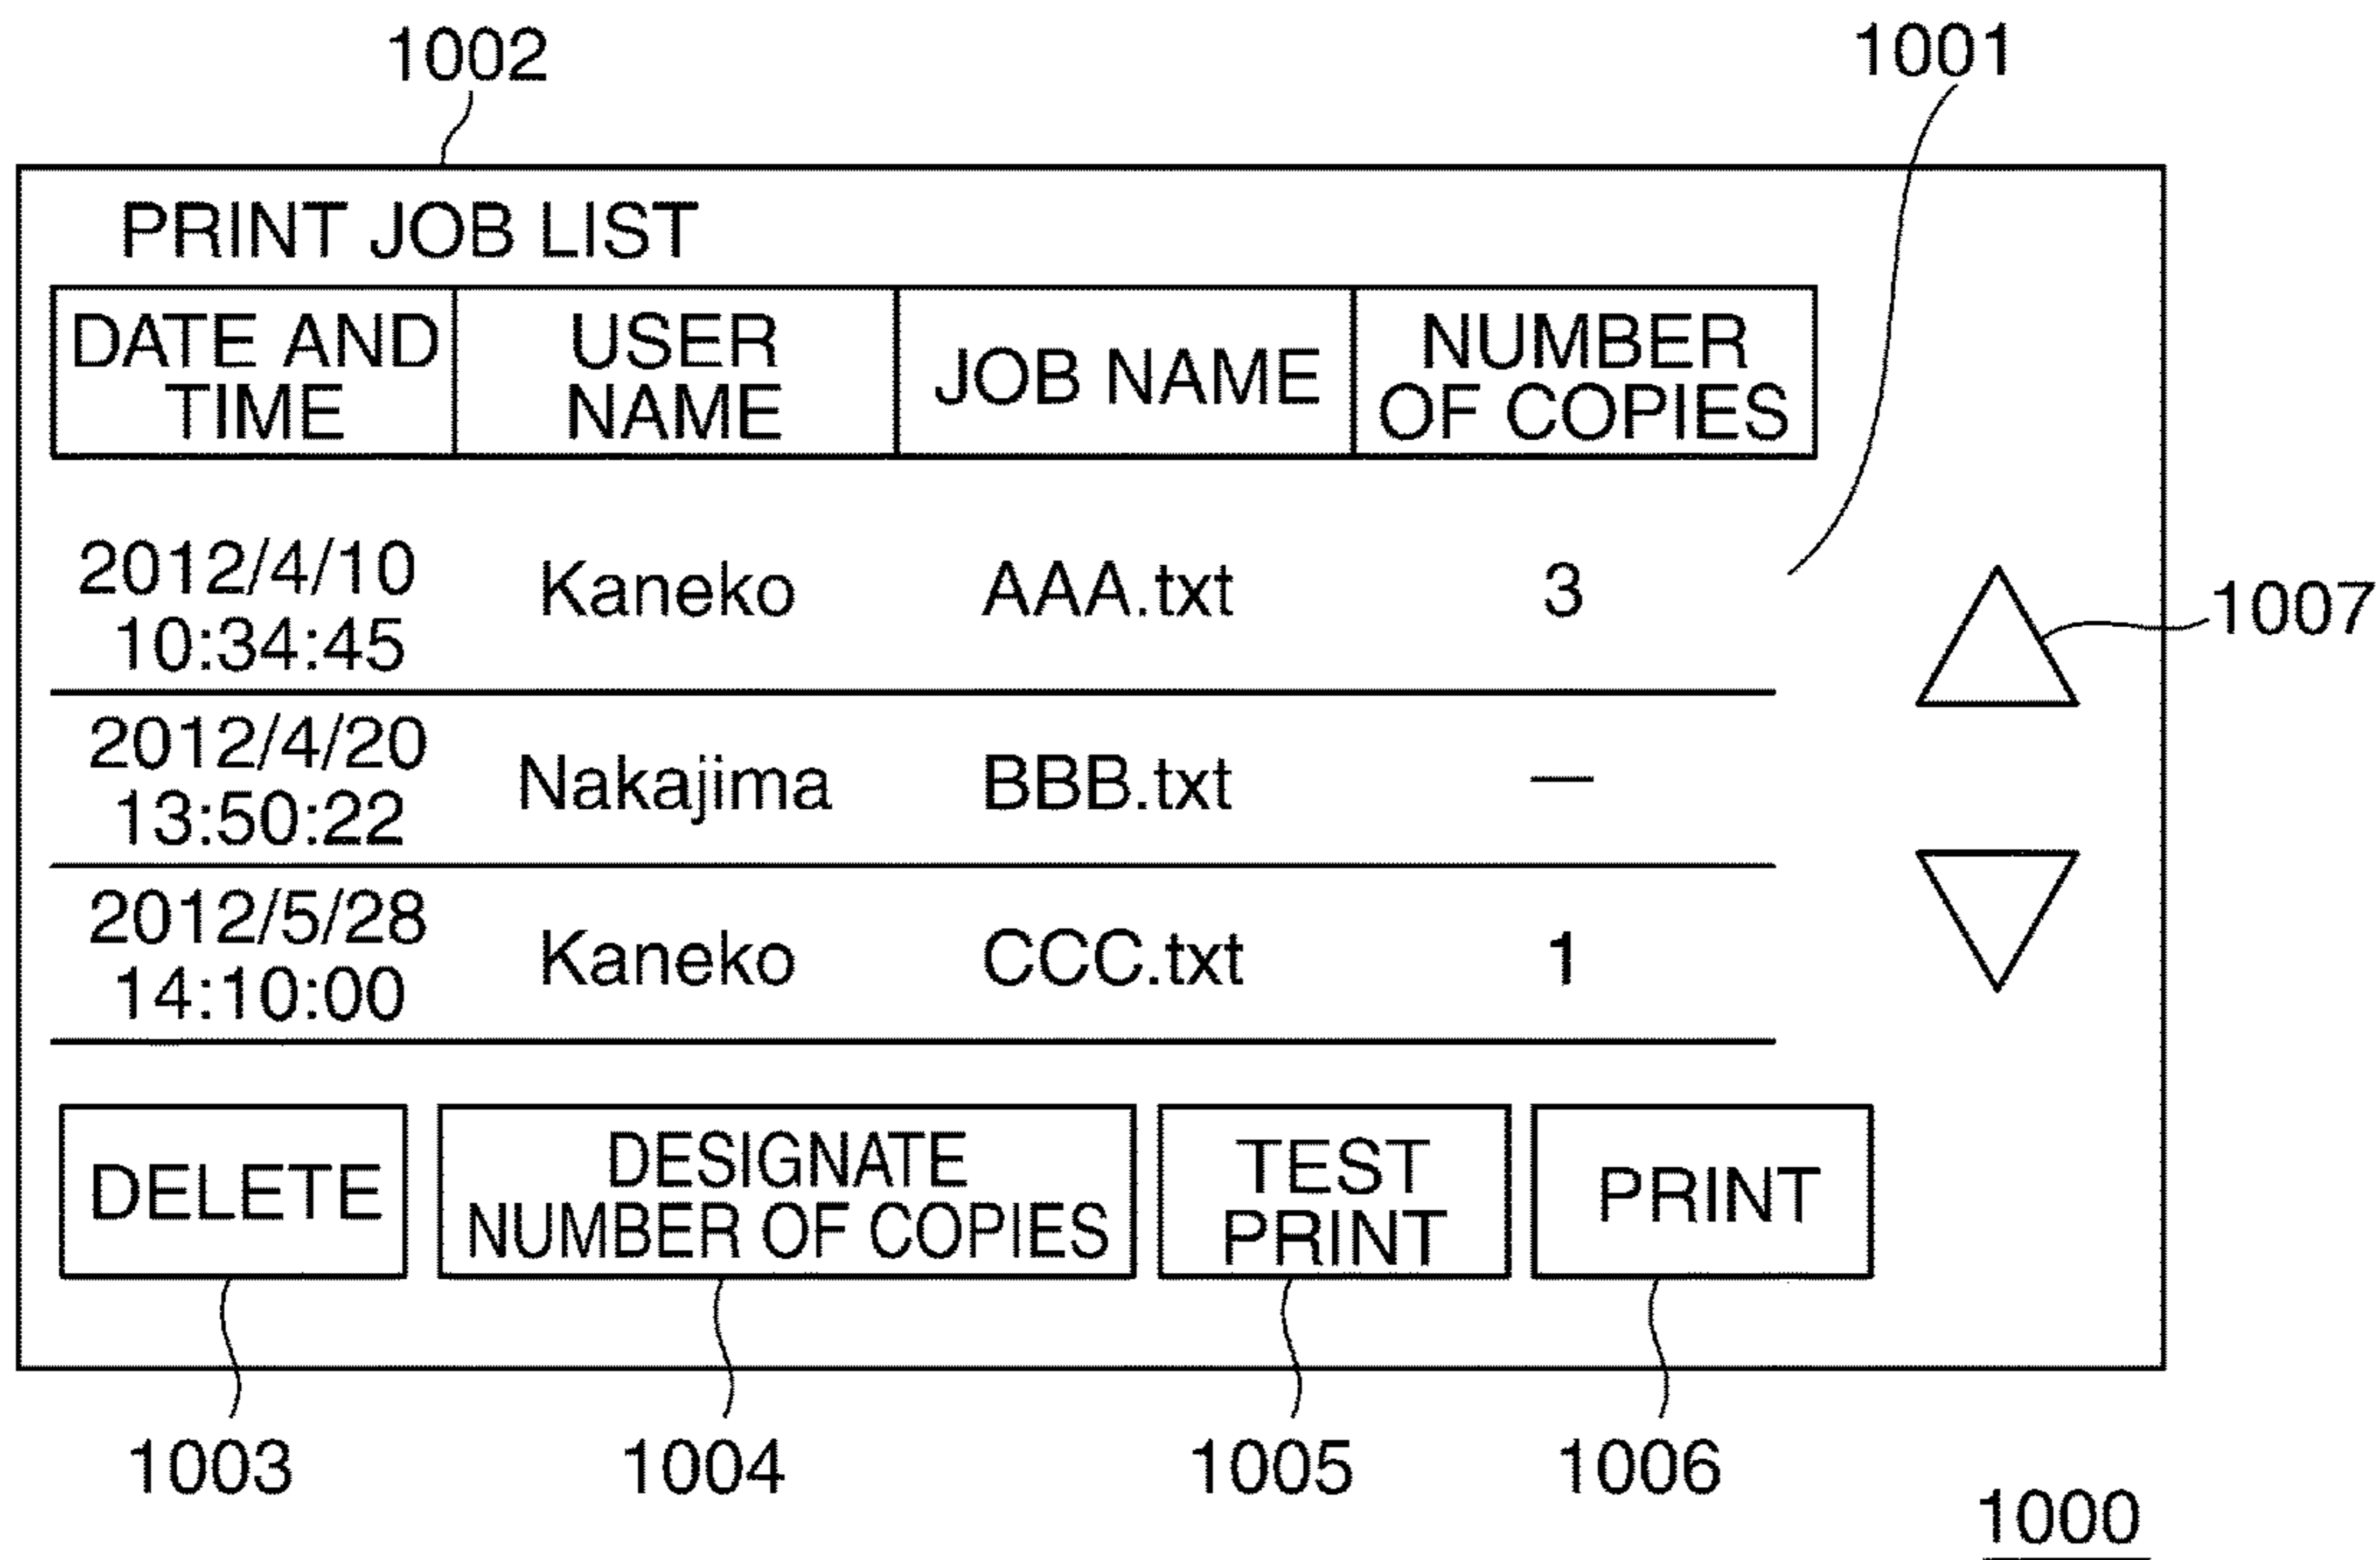 1002
1001
PRINT JOB LIST
DATE AND
TIME
USER
NAME
JOB NAME
NUMBER
OF COPIES
2012/4/10
10:34:45
Kaneko
AAA.txt
3
1007
2012/4/20
13:50:22
Nakajima
BBB.txt
—
2012/5/28
14:10:00
Kaneko
CCC.txt
1
DELETE
DESIGNATE
NUMBER OF COPIES
TEST
PRINT
PRINT
1003
1004
1005
1006
1000